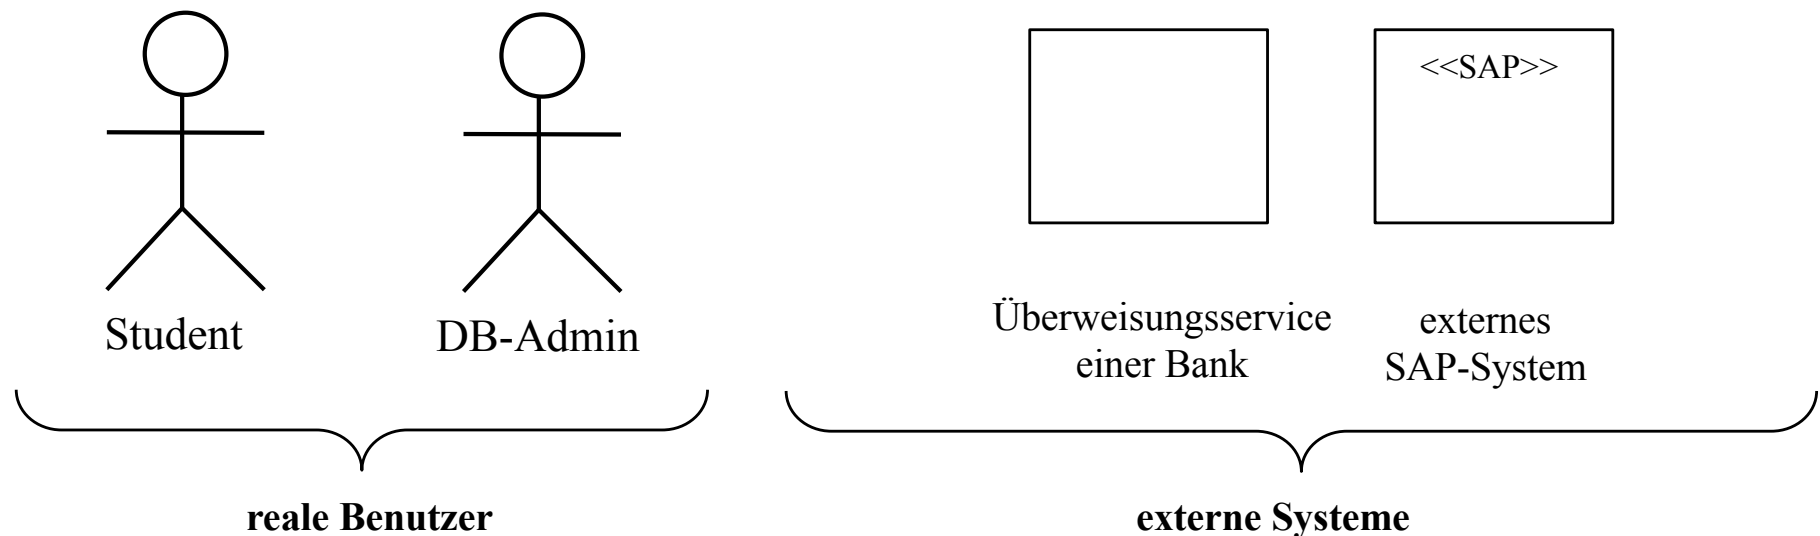 <<SAP>>
Student
DB-Admin
Überweisungsservice
einer Bank
externes
SAP-System
reale Benutzer
externe Systeme